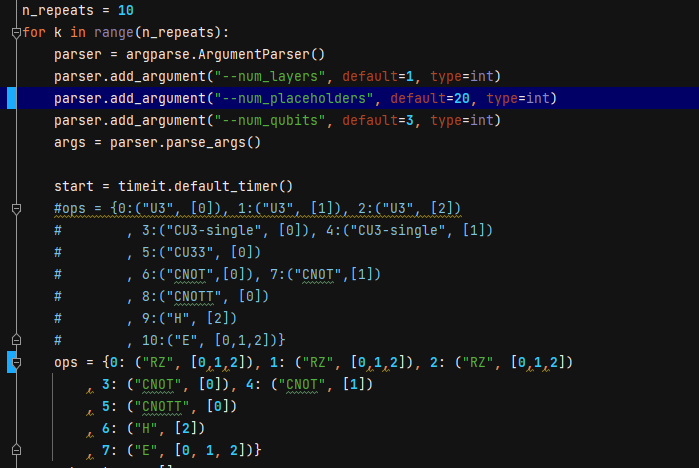 n_repeats = 10
for k in range(n_repeats):
    parser = argparse.ArgumentParser()
    parser.add_argument("--num_layers", default=1, type=int)
    parser.add_argument("--num_placeholders", default=20, type=int)
    parser.add_argument("--num_qubits", default=3, type=int)
    args = parser.parse_args()

    start = timeit.default_timer()
    #ops = {0:("U3", [0]), 1:("U3", [1]), 2:("U3", [2])
    #        , 3:("CU3-single", [0]), 4:("CU3-single", [1])
    #        , 5:("CU33", [0])
    #        , 6:("CNOT",[0]), 7:("CNOT",[1])
    #        , 8:("CNOTT", [0])
    #        , 9:("H", [2])
    #        , 10:("E", [0,1,2])}
    ops = {0: ("RZ", [0,1,2]), 1: ("RZ", [0,1,2]), 2: ("RZ", [0,1,2])
        , 3: ("CNOT", [0]), 4: ("CNOT", [1])
        , 5: ("CNOTT", [0])
        , 6: ("H", [2])
        , 7: ("E", [0, 1, 2])}